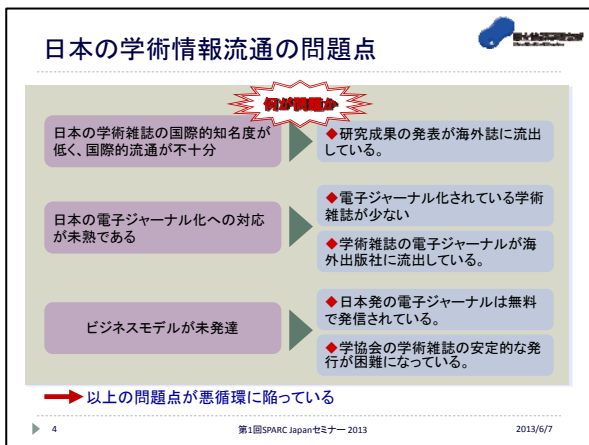 日本の学術情報流通の問題点
何が問題か
日本の学術雑誌の国際的知名度が
低く、国際的流通が不十分
◆研究成果の発表が海外誌に流出
している。
日本の電子ジャーナル化への対応
が未熟である
◆電子ジャーナル化されている学術
雑誌が少ない
◆学術雑誌の電子ジャーナルが海
外出版社に流出している。
ビジネスモデルが未発達
◆日本発の電子ジャーナルは無料
で発信されている。
◆学協会の学術雑誌の安定的な発
行が困難になっている。
以上の問題点が悪循環に陥っている
4
第1回SPARC Japanセミナー 2013
2013/6/7